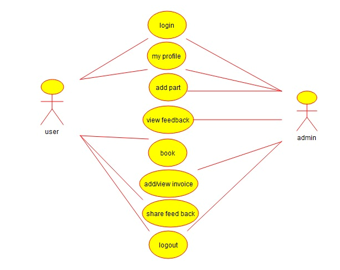 login
my profile
add part
view feedback
book
add/view invoice
share feed back
logout
user
admin